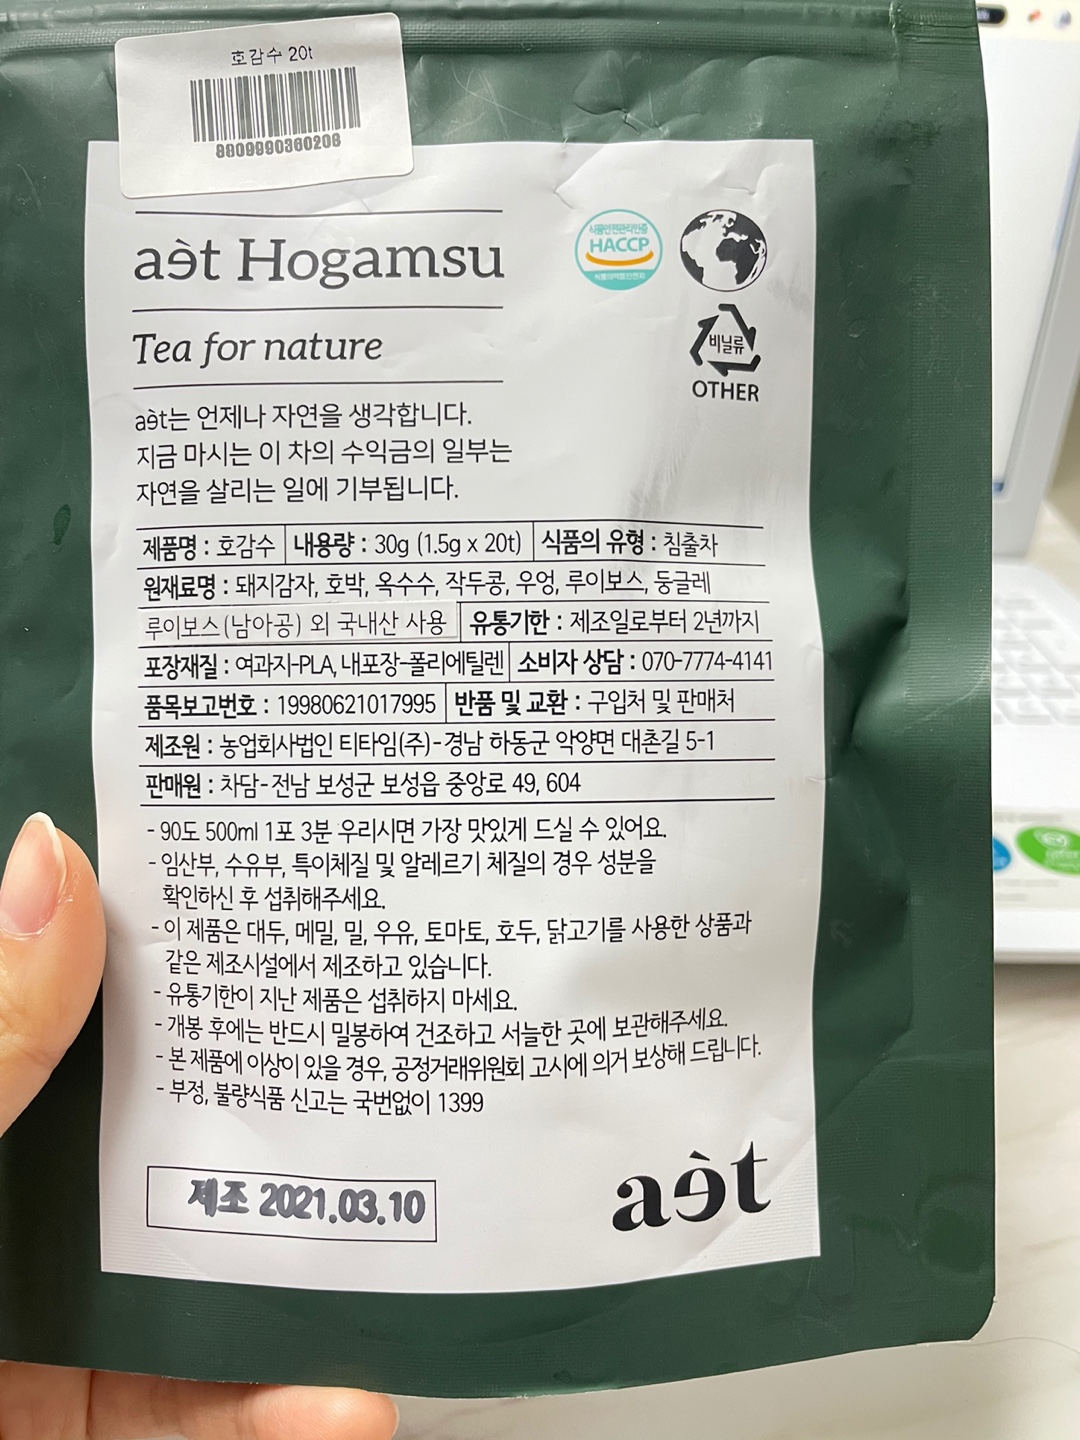 호감수 20t
8809990360208
aèt Hogamsu
식품안전관리인증
HACCP
식품의약품안전처
Tea for nature
비닐류
OTHER
aèt는 언제나 자연을 생각합니다.
지금 마시는 이 차의 수익금의 일부는
자연을 살리는 일에 기부됩니다.
제품명 : 호감수 내용량 : 30g (1.5g x 20t) 식품의 유형 : 침출차
원재료명 : 돼지감자, 호박, 옥수수, 작두콩, 우엉, 루이보스, 둥글레
루이보스(남아공) 외 국내산 사용 유통기한 : 제조일로부터 2년까지
포장재질 : 여과지-PLA, 내포장-폴리에틸렌 소비자 상담 : 070-7774-4141
품목보고번호 : 19980621017995 반품 및 교환 : 구입처 및 판매처
제조원 : 농업회사법인 티타임(주)-경남 하동군 악양면 대촌길 5-1
판매원 : 차담-전남 보성군 보성읍 중앙로 49, 604
- 90도 500ml 1포 3분 우리시면 가장 맛있게 드실 수 있어요.
- 임산부, 수유부, 특이체질 및 알레르기 체질의 경우 성분을
확인하신 후 섭취해주세요.
- 이 제품은 대두, 메밀, 밀, 우유, 토마토, 호두, 닭고기를 사용한 상품과
같은 제조시설에서 제조하고 있습니다.
- 유통기한이 지난 제품은 섭취하지 마세요.
- 개봉 후에는 반드시 밀봉하여 건조하고 서늘한 곳에 보관해주세요.
- 본 제품에 이상이 있을 경우, 공정거래위원회 고시에 의거 보상해 드립니다.
- 부정, 불량식품 신고는 국번없이 1399
제조 2021.03.10
aèt